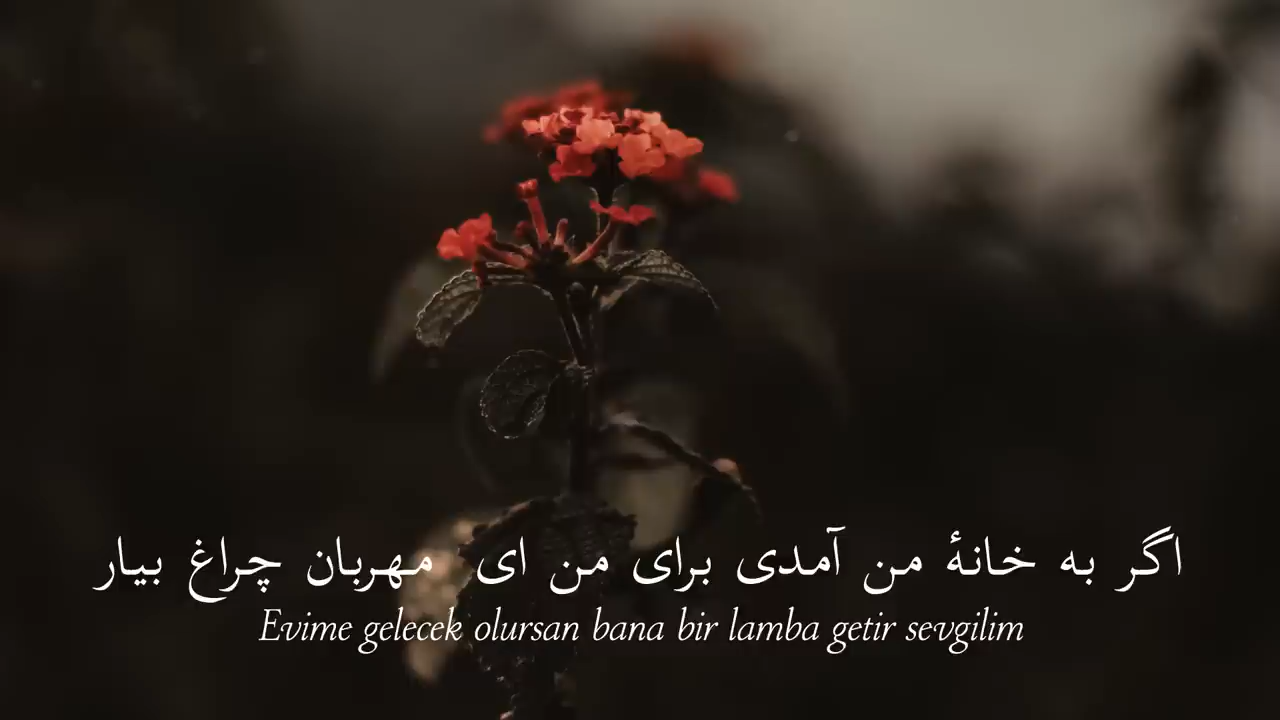 اگر به خانهٔ من آمدی برای من ای مهربان چراغ بیار
Evime gelecek olursan bana bir lamba getir sevgilim